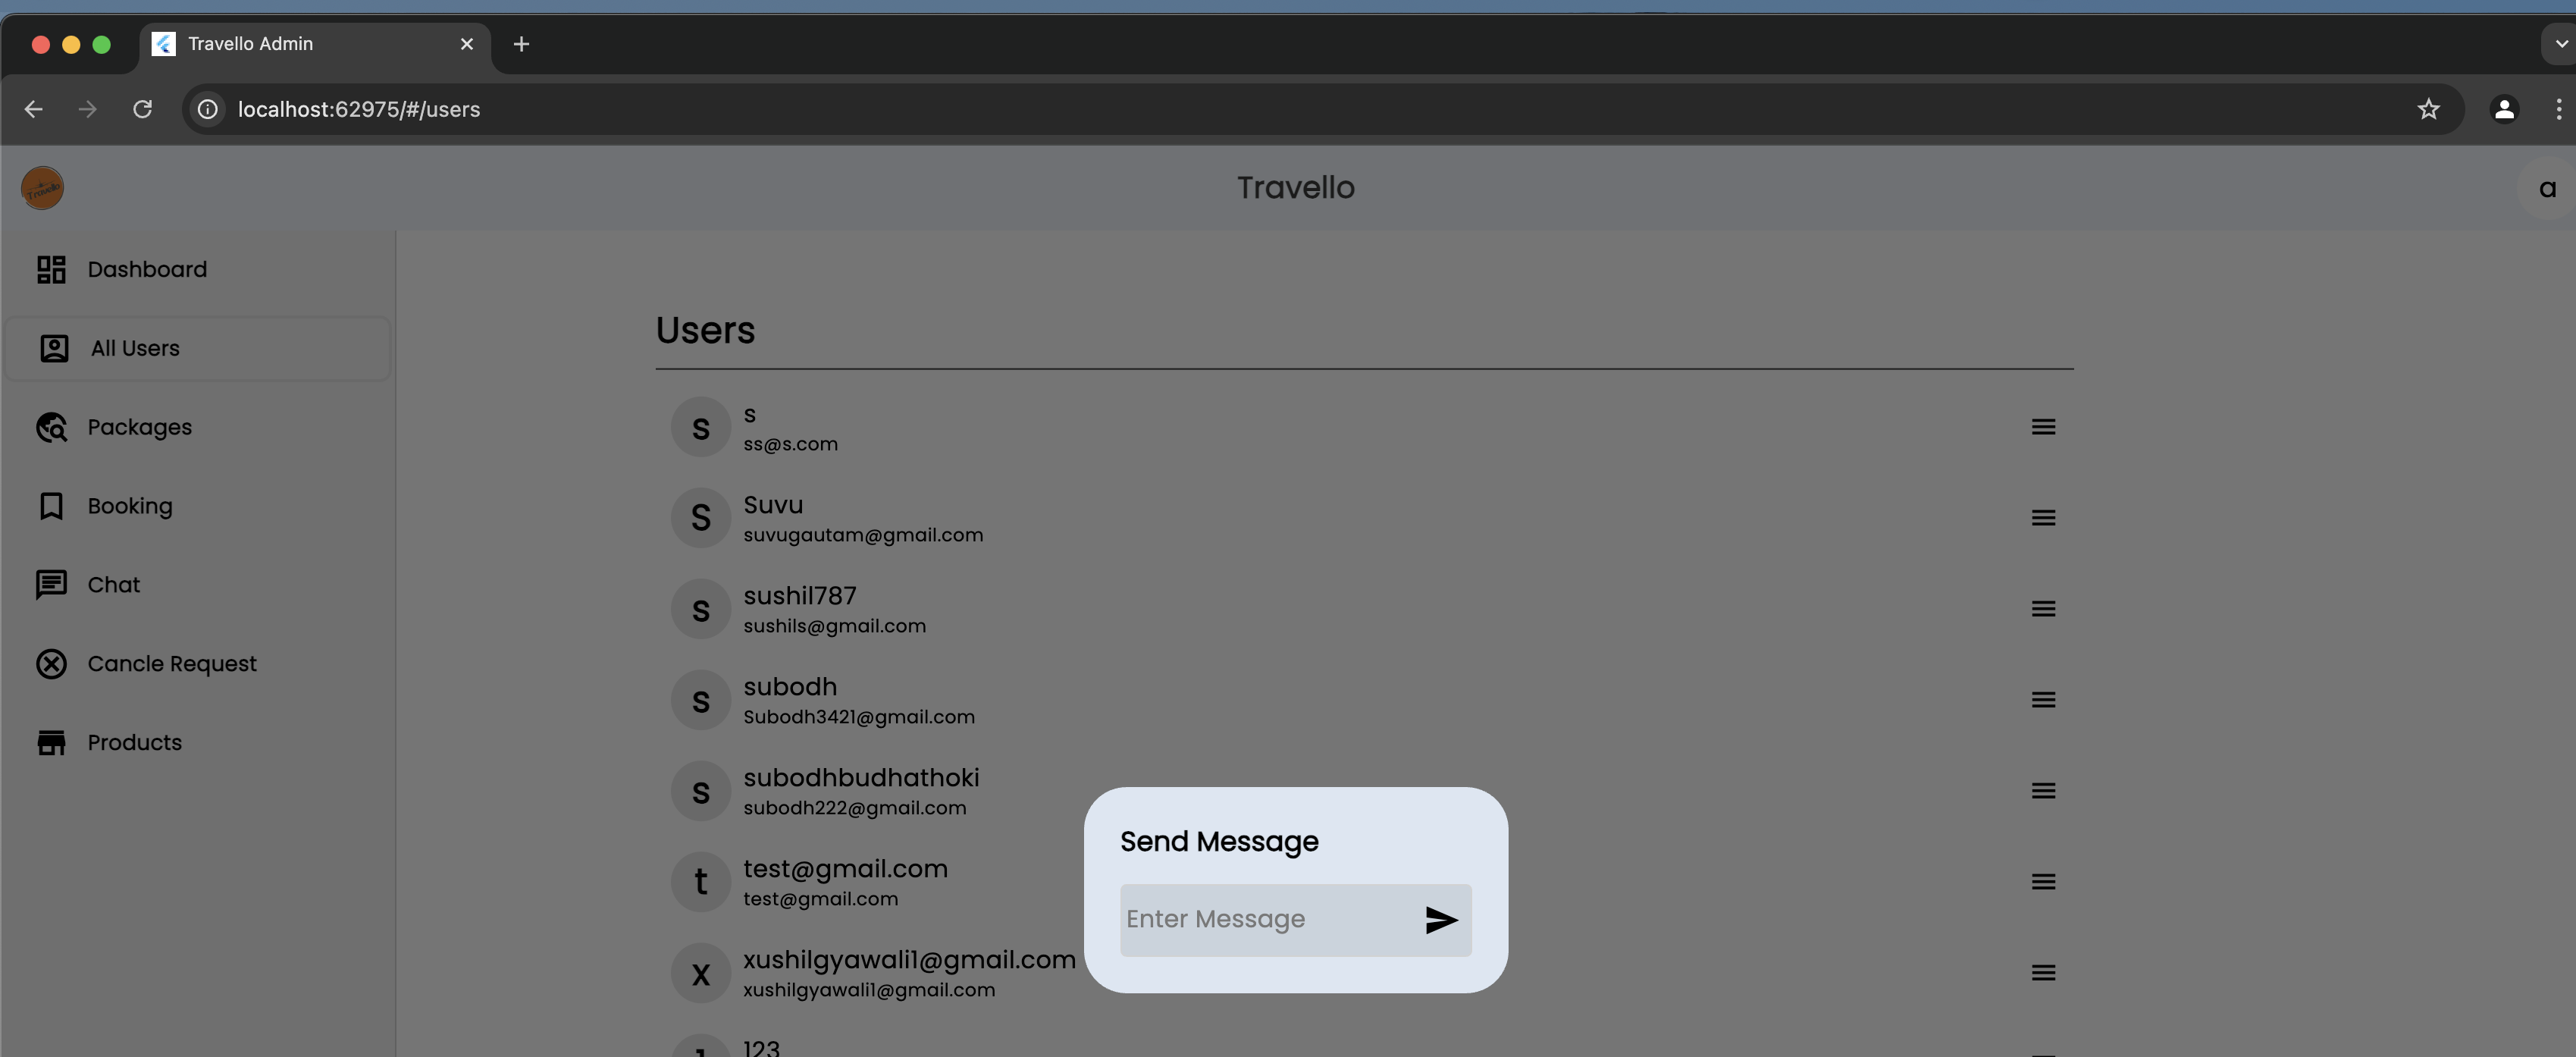 Travello Admin
localhost:62975/#/users
Travello
Travello
a
Dashboard
All Users
Packages
Booking
Chat
Cancle Request
Products
Users
s
s
ss@s.com
S
Suvu
suvugautam@gmail.com
s
sushil787
sushils@gmail.com
s
subodh
Subodh3421@gmail.com
s
subodhbudhathoki
subodh222@gmail.com
t
test@gmail.com
test@gmail.com
x
xushilgyawali1@gmail.com
xushilgyawali1@gmail.com
1
123
Send Message
Enter Message